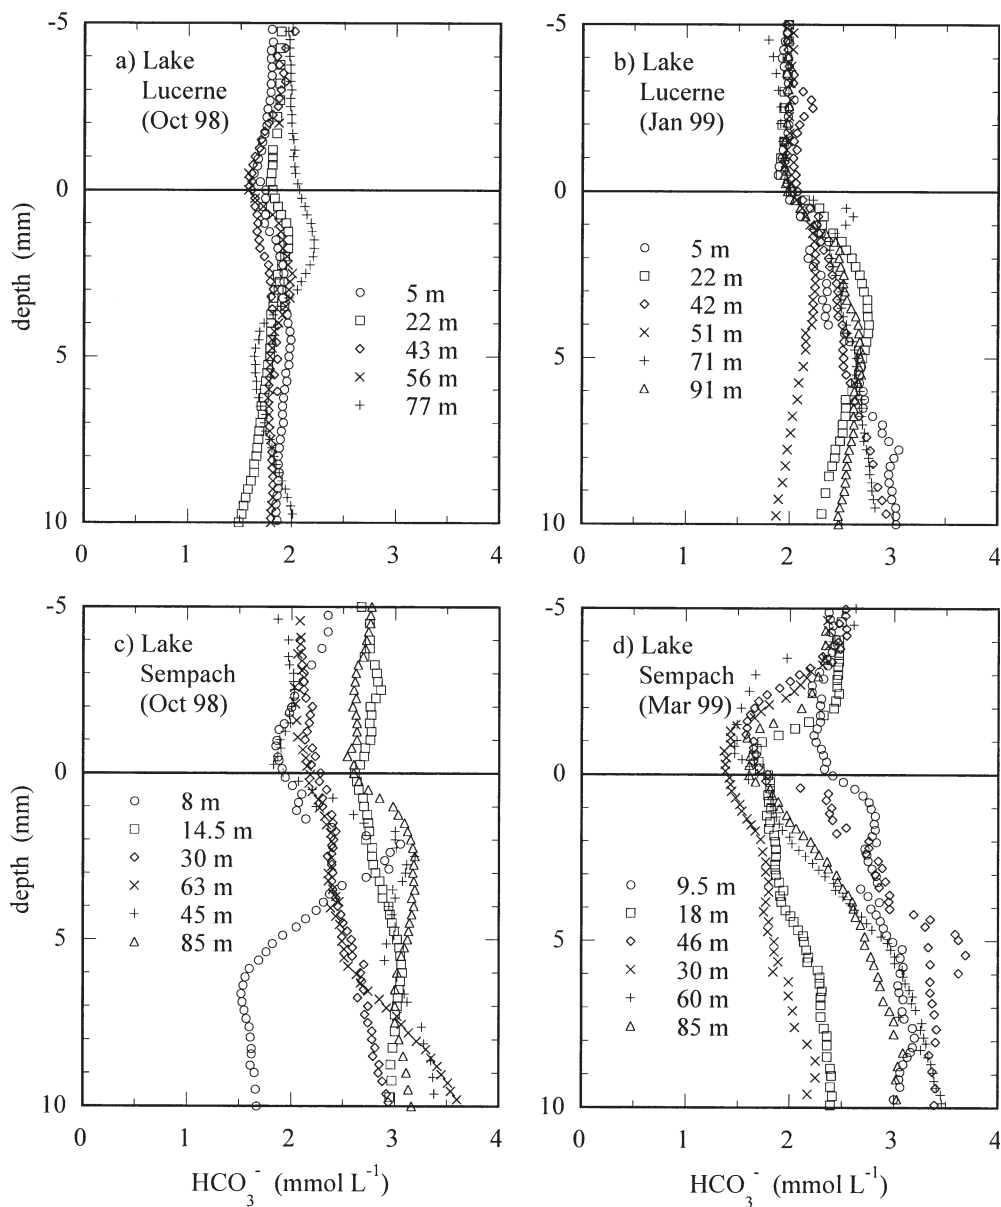 a) Lake
Lucerne
(Oct 98)
-5
0
5
10
depth (mm)
5 m
22 m
43 m
56 m
77 m
0 1 2 3 4
b) Lake
Lucerne
(Jan 99)
-5
0
5
10
5 m
22 m
42 m
51 m
71 m
91 m
0 1 2 3 4
c) Lake
Sempach
(Oct 98)
-5
0
5
10
depth (mm)
8 m
14.5 m
30 m
63 m
45 m
85 m
0 1 2 3 4
HCO₃⁻ (mmol L⁻¹)
d) Lake
Sempach
(Mar 99)
-5
0
5
10
9.5 m
18 m
46 m
30 m
60 m
85 m
0 1 2 3 4
HCO₃⁻ (mmol L⁻¹)